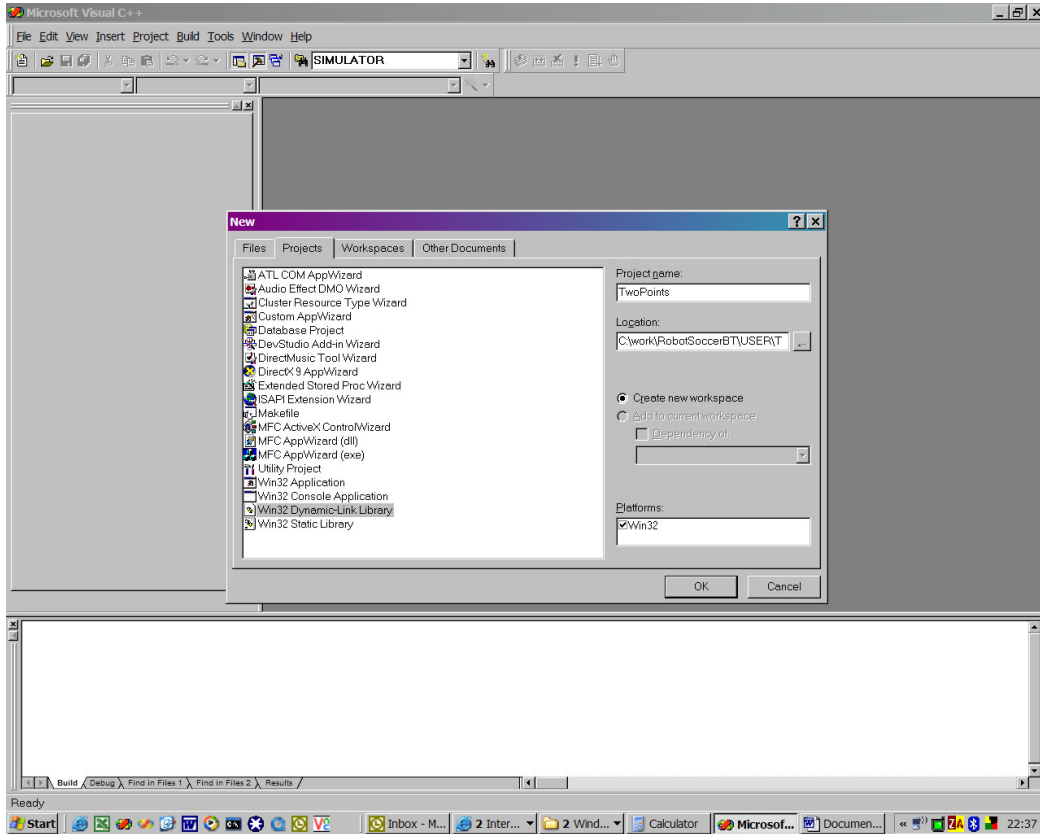 Microsoft Visual C++
File Edit View Insert Project Build Tools Window Help
SIMULATOR
New
Files Projects Workspaces Other Documents
ATL COM AppWizard
Audio Effect DMO Wizard
Cluster Resource Type Wizard
Custom AppWizard
Database Project
DevStudio Add-in Wizard
DirectMusic Tool Wizard
DirectX 9 AppWizard
Extended Stored Proc Wizard
ISAPI Extension Wizard
Makefile
MFC ActiveX ControlWizard
MFC AppWizard (dll)
MFC AppWizard (exe)
Utility Project
Win32 Application
Win32 Console Application
Win32 Dynamic-Link Library
Win32 Static Library
Project name:
TwoPoints
Location:
C:\work\RobotSoccerBT\USER\T
...
Create new workspace
Add to current workspace
Dependency of:
Platforms:
Win32
OK Cancel
Build Debug Find in Files 1 Find in Files 2 Results
Ready
Start Inbox - M... 2 Inter... 2 Wind... Calculator Microsof... Documen... « ZA 22:37